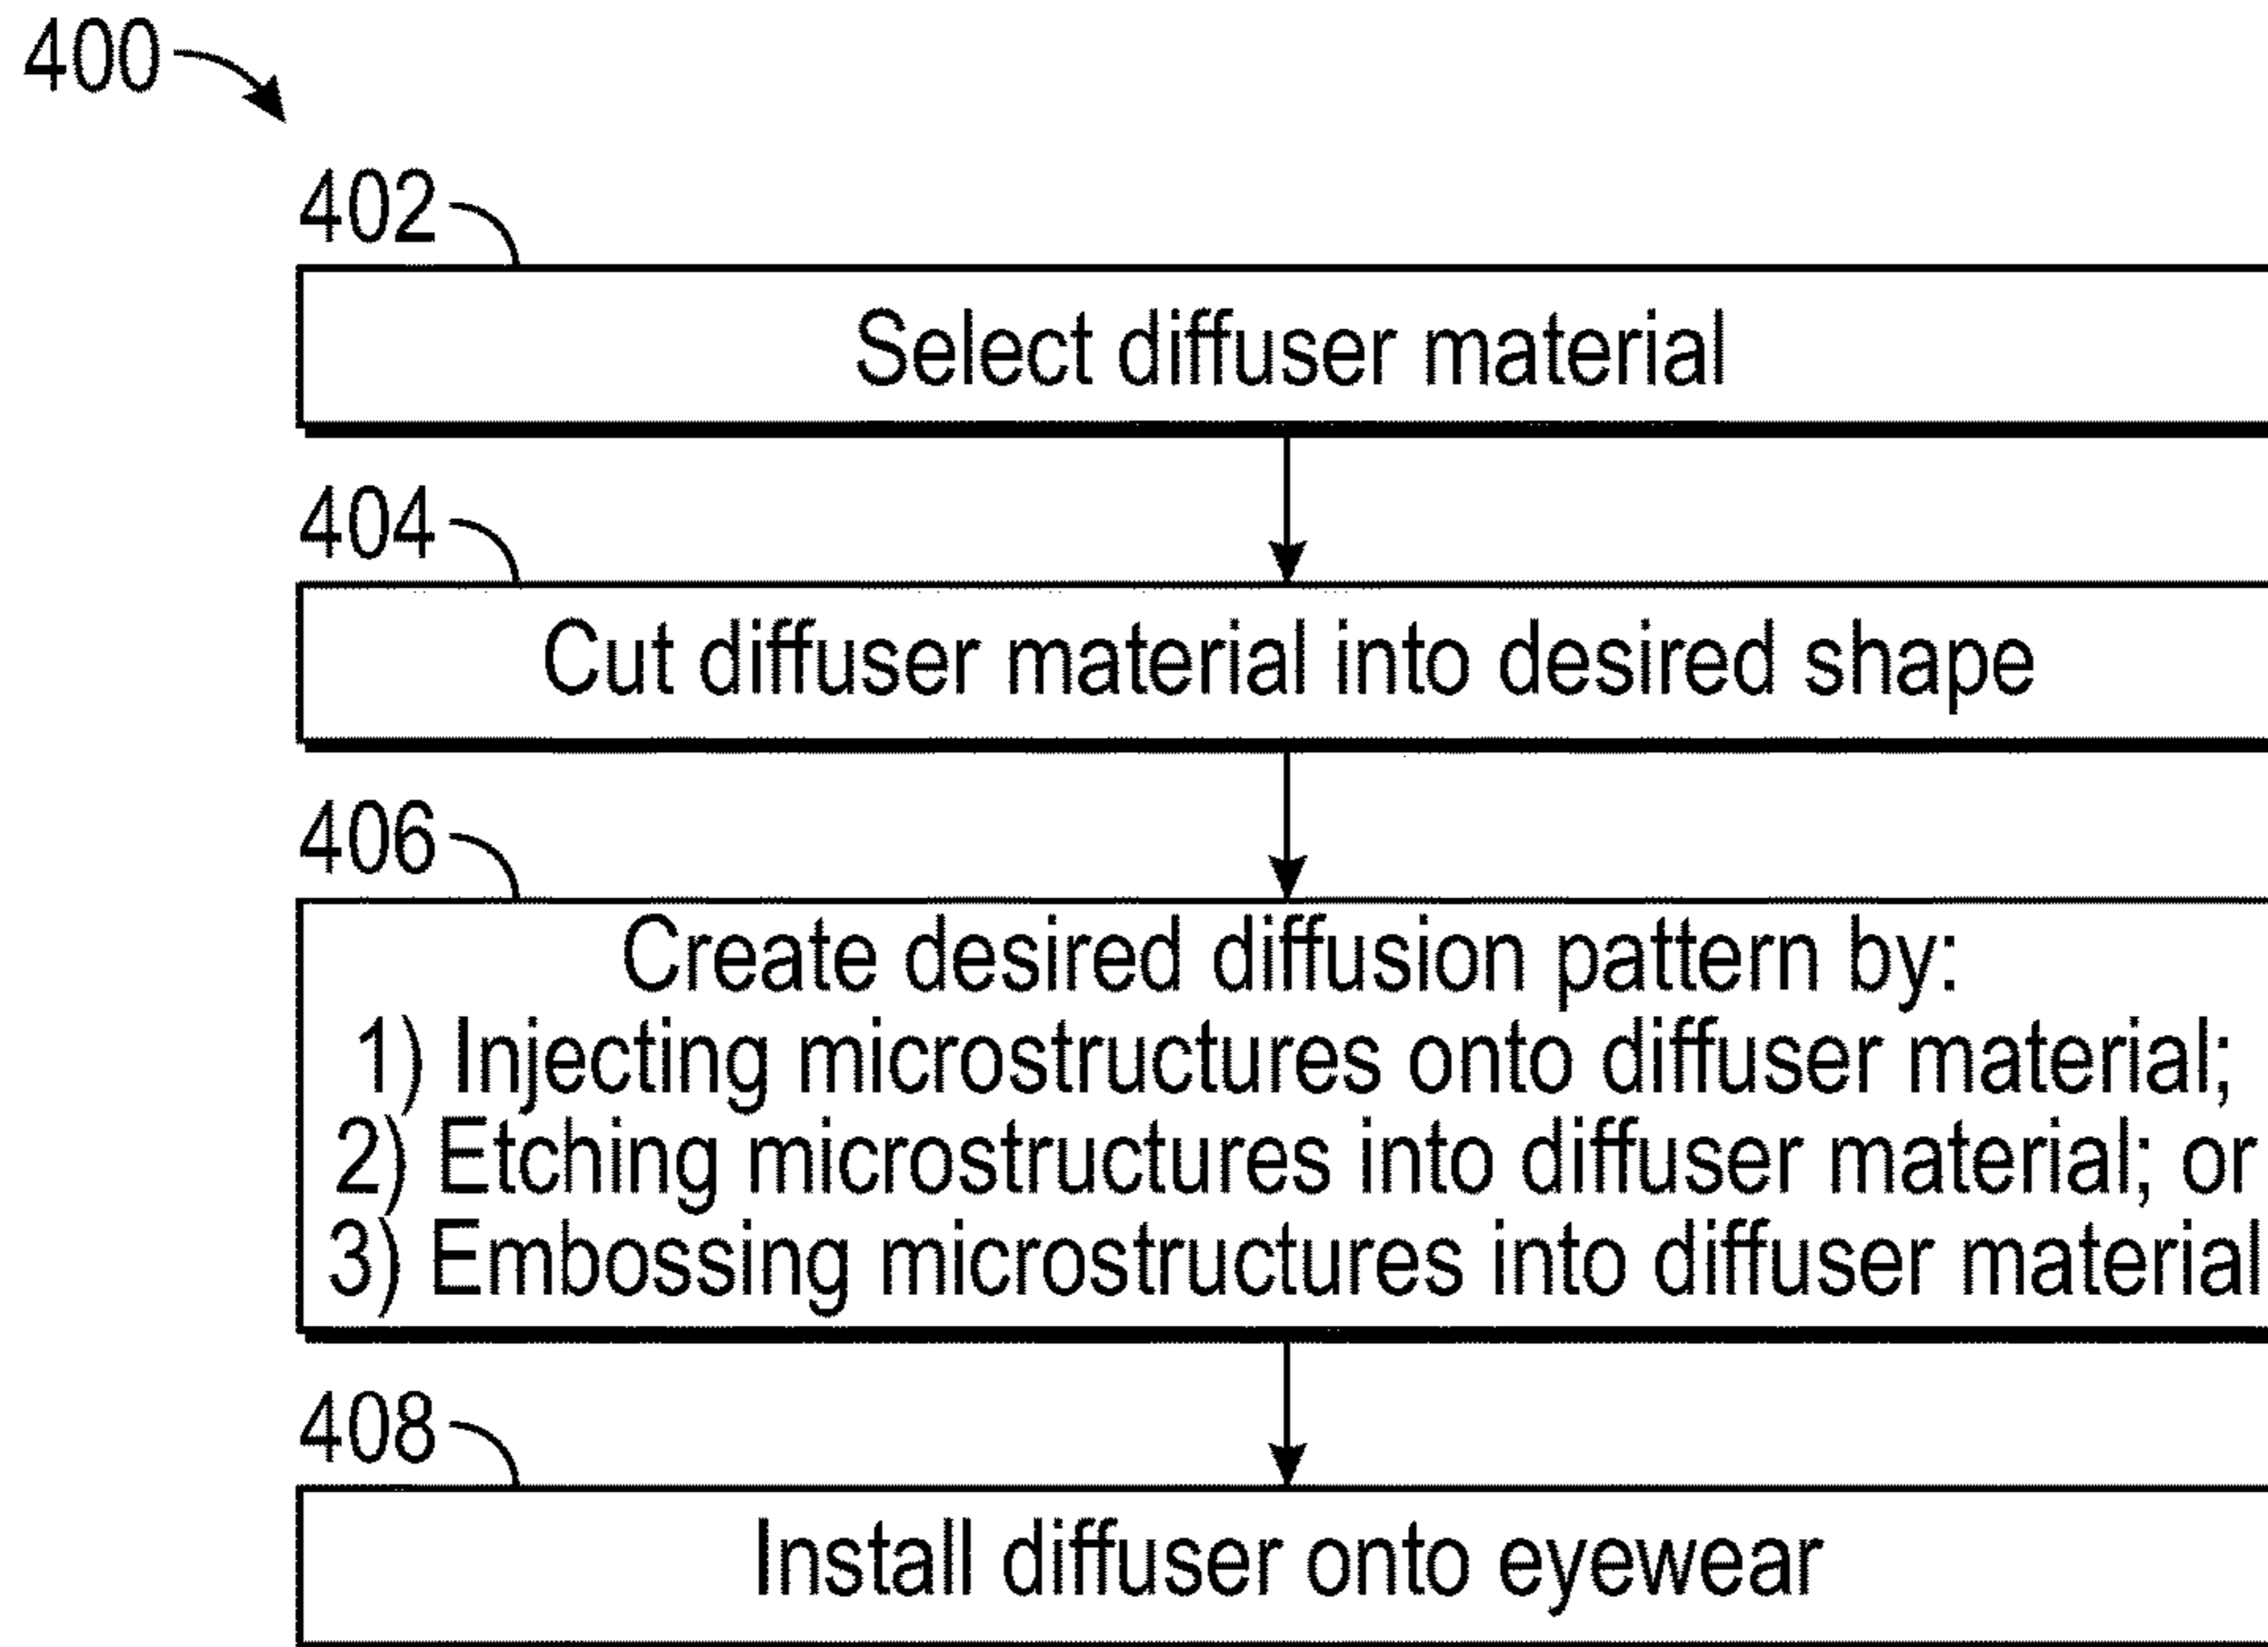 400
402
Select diffuser material
404
Cut diffuser material into desired shape
406
Create desired diffusion pattern by:
1) Injecting microstructures onto diffuser material;
2) Etching microstructures into diffuser material; or
3) Embossing microstructures into diffuser material
408
Install diffuser onto eyewear